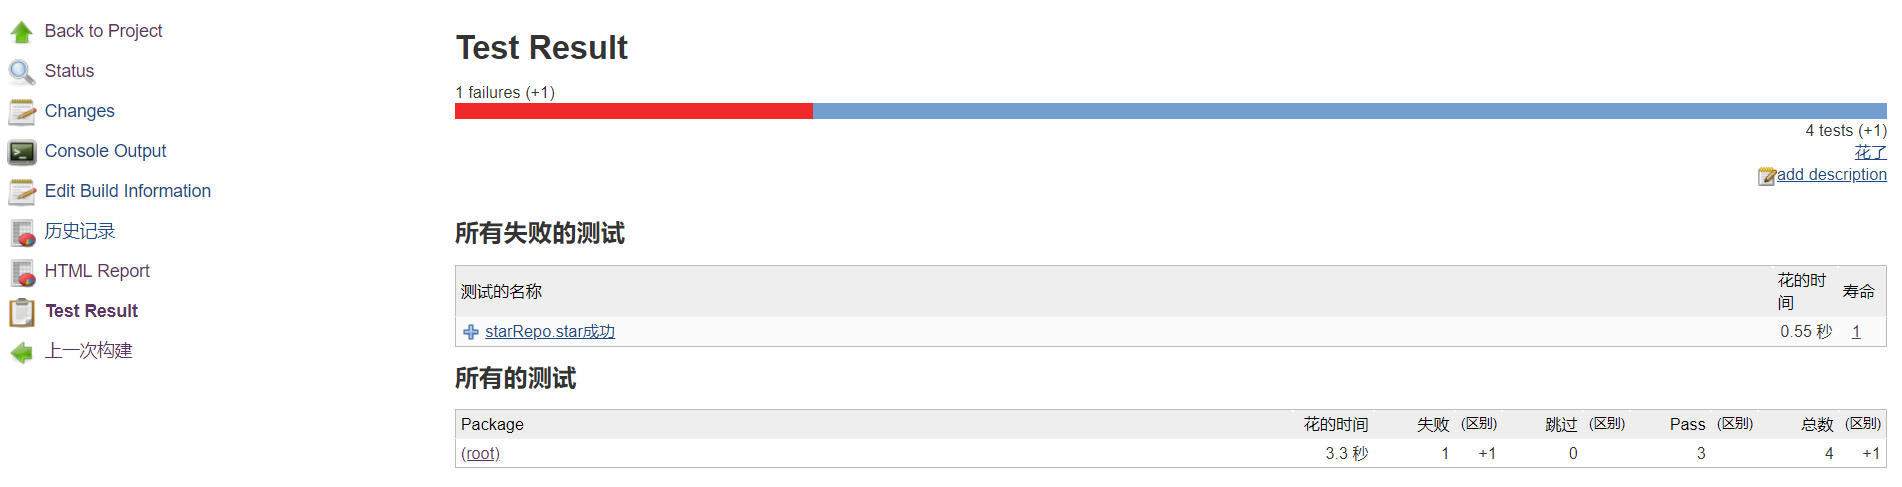 Back to Project
Status
Changes
Console Output
Edit Build Information
历史记录
HTML Report
Test Result
上一次构建
Test Result
1 failures (+1)
4 tests (+1)
花了
add description
所有失败的测试
测试的名称 花的时间 寿命
starRepo.star成功 0.55 秒 1
所有的测试
Package 花的时间 失败 (区别) 跳过 (区别) Pass (区别) 总数 (区别)
(root) 3.3 秒 1 +1 0 3 4 +1